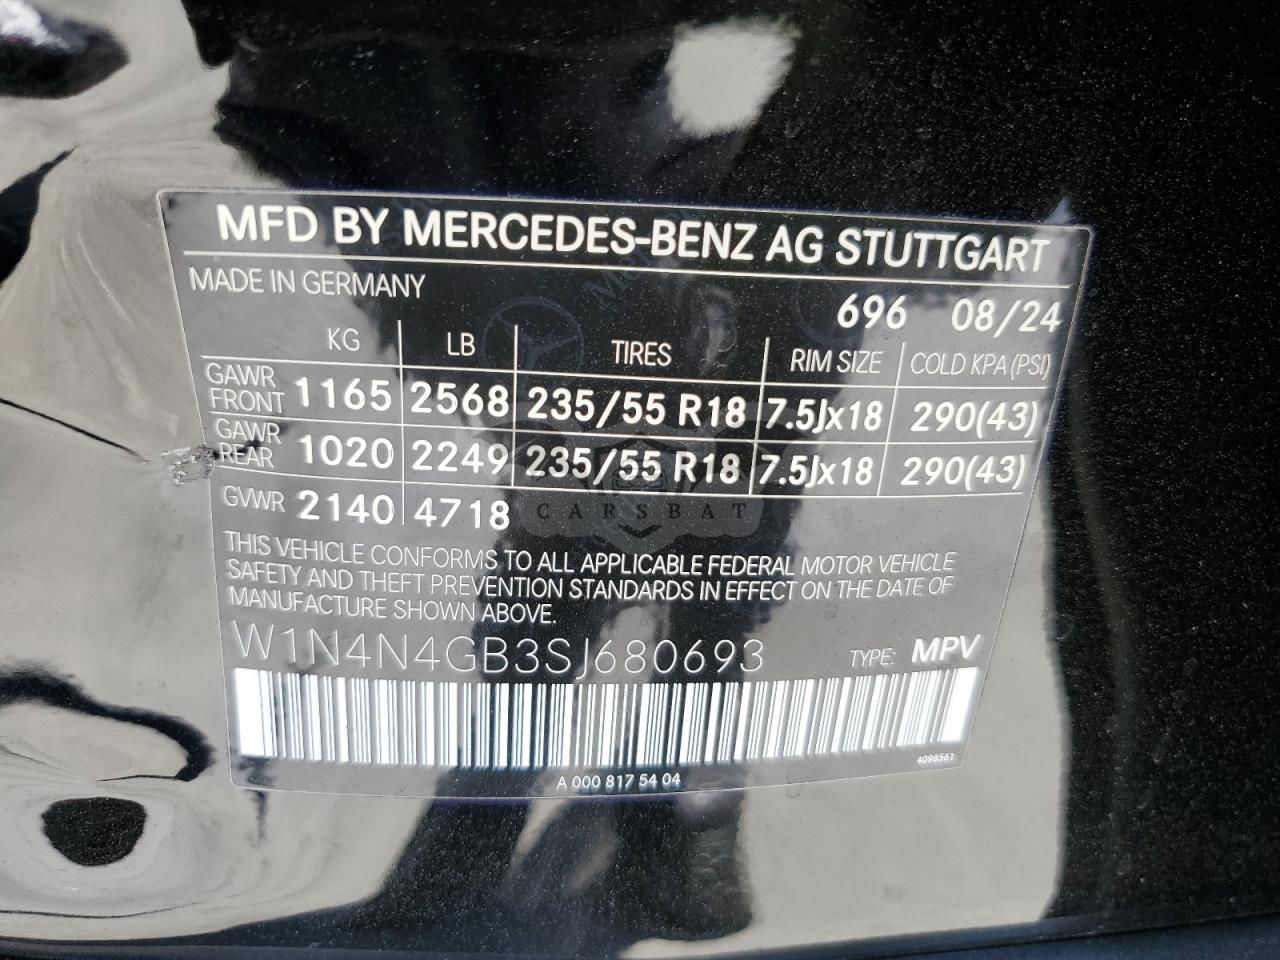 MFD BY MERCEDES-BENZ AG STUTTGART
MADE IN GERMANY
696 08/24
KG LB TIRES RIM SIZE COLD KPA (PSI)
GAWR FRONT 1165 2568 235/55 R18 7.5Jx18 290(43)
GAWR REAR 1020 2249 235/55 R18 7.5Jx18 290(43)
GVWR 2140 4718
CARSBAT
THIS VEHICLE CONFORMS TO ALL APPLICABLE FEDERAL MOTOR VEHICLE
SAFETY AND THEFT PREVENTION STANDARDS IN EFFECT ON THE DATE OF
MANUFACTURE SHOWN ABOVE.
W1N4N4GB3SJ680693 TYPE: MPV
4098561
A 000 817 54 04